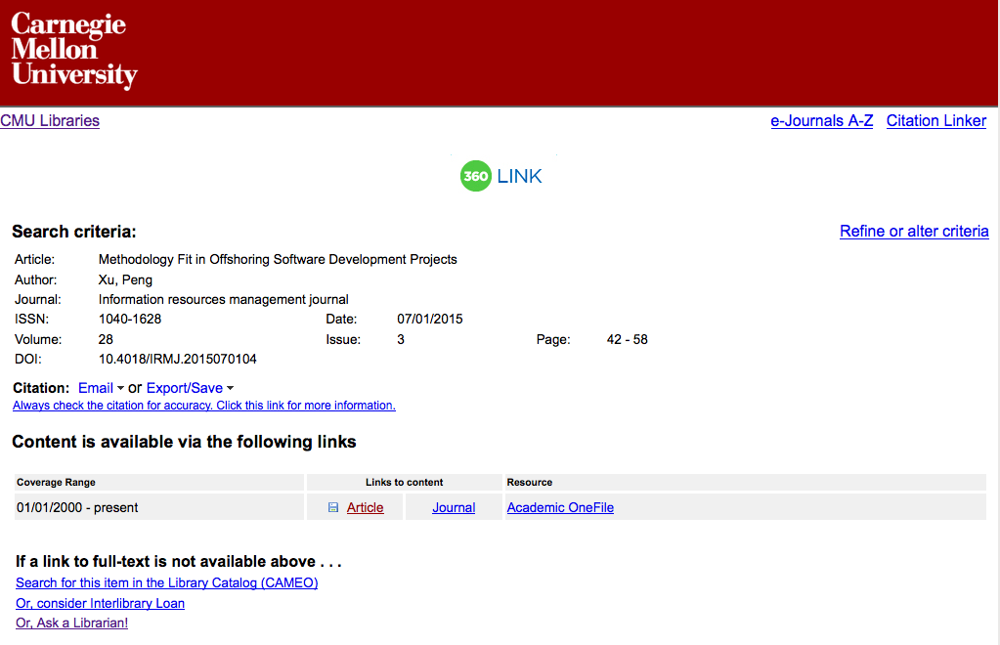 Carnegie
Mellon
University
CMU Libraries e-Journals A-Z Citation Linker
360 LINK
Search criteria: Refine or alter criteria
Article: Methodology Fit in Offshoring Software Development Projects
Author: Xu, Peng
Journal: Information resources management journal
ISSN: 1040-1628 Date: 07/01/2015
Volume: 28 Issue: 3 Page: 42 - 58
DOI: 10.4018/IRMJ.2015070104
Citation: Email or Export/Save
Always check the citation for accuracy. Click this link for more information.
Content is available via the following links
Coverage Range Links to content Resource
01/01/2000 - present Article Journal Academic OneFile
If a link to full-text is not available above . . .
Search for this item in the Library Catalog (CAMEO)
Or, consider Interlibrary Loan
Or, Ask a Librarian!